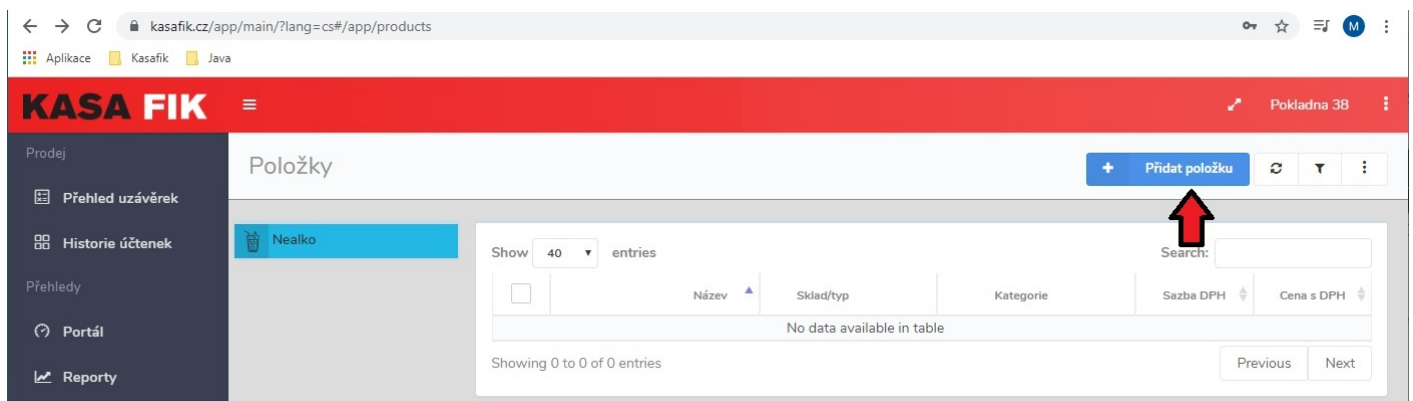 kasafik.cz/app/main/?lang=cs#/app/products
M
Aplikace Kasafik Java
KASA FIK
Pokladna 38
Prodej
Položky
Přidat položku
Přehled uzávěrek
Historie účtenek
Nealko
Show 40 entries
Search:
Název Sklad/typ Kategorie Sazba DPH Cena s DPH
Přehledy
No data available in table
Portál
Showing 0 to 0 of 0 entries
Previous Next
Reporty